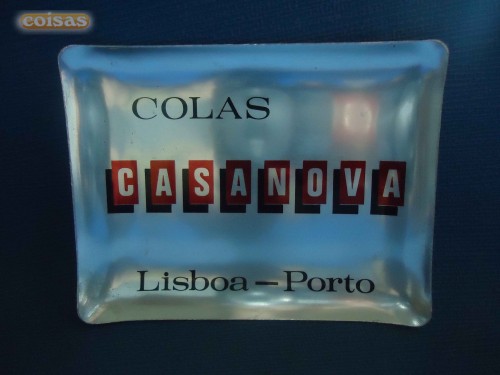 coisas
COLAS
CASANOVA
Lisboa – Porto